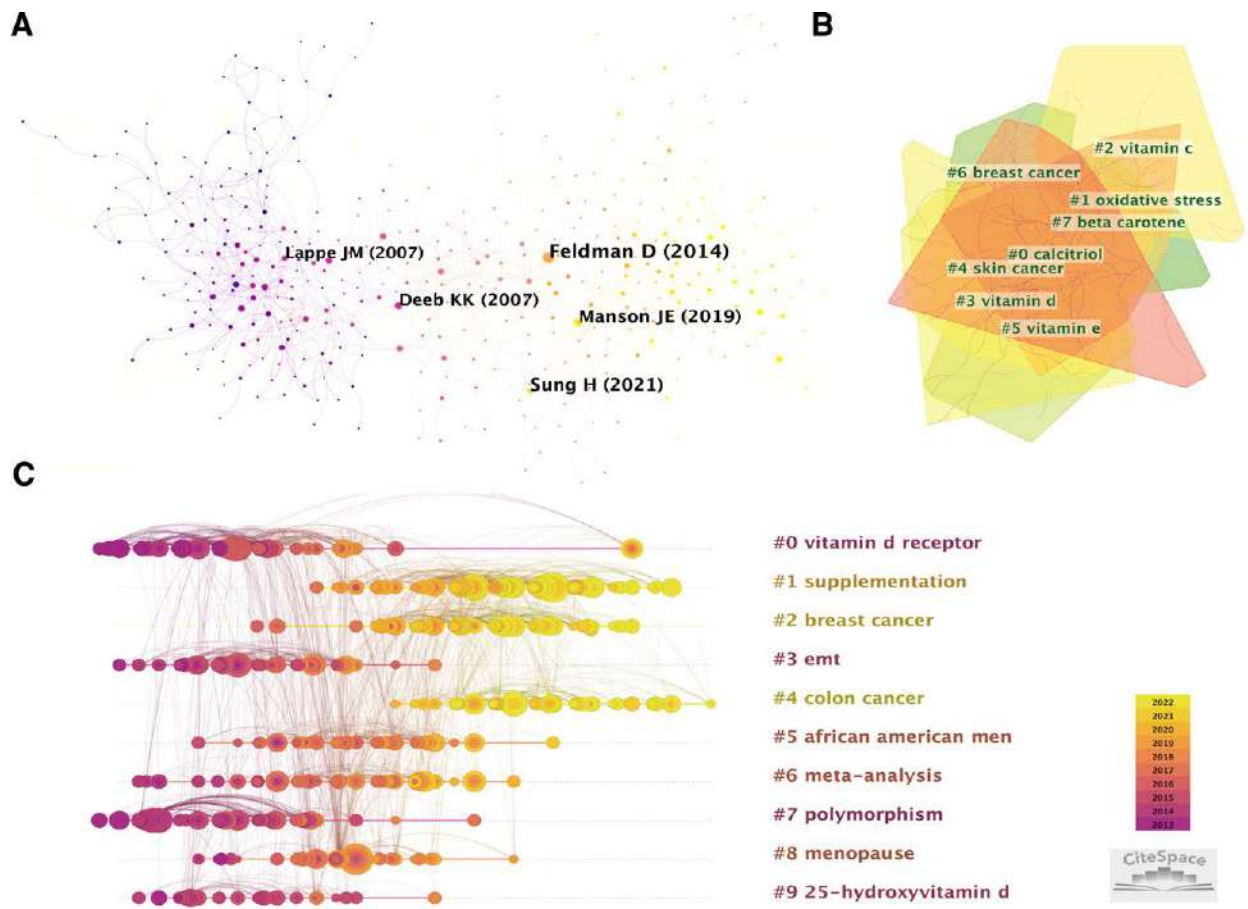 A
B
Lappe JM (2007)
Feldman D (2014)
Deeb KK (2007)
Manson JE (2019)
Sung H (2021)
#2 vitamin c
#6 breast cancer
#1 oxidative stress
#7 beta carotene
#0 calcitriol
#4 skin cancer
#3 vitamin d
#5 vitamin e
C
#0 vitamin d receptor
#1 supplementation
#2 breast cancer
#3 emt
#4 colon cancer
#5 african american men
#6 meta-analysis
#7 polymorphism
#8 menopause
#9 25-hydroxyvitamin d
2022
2021
2020
2019
2018
2017
2016
2015
2014
2013
CiteSpace